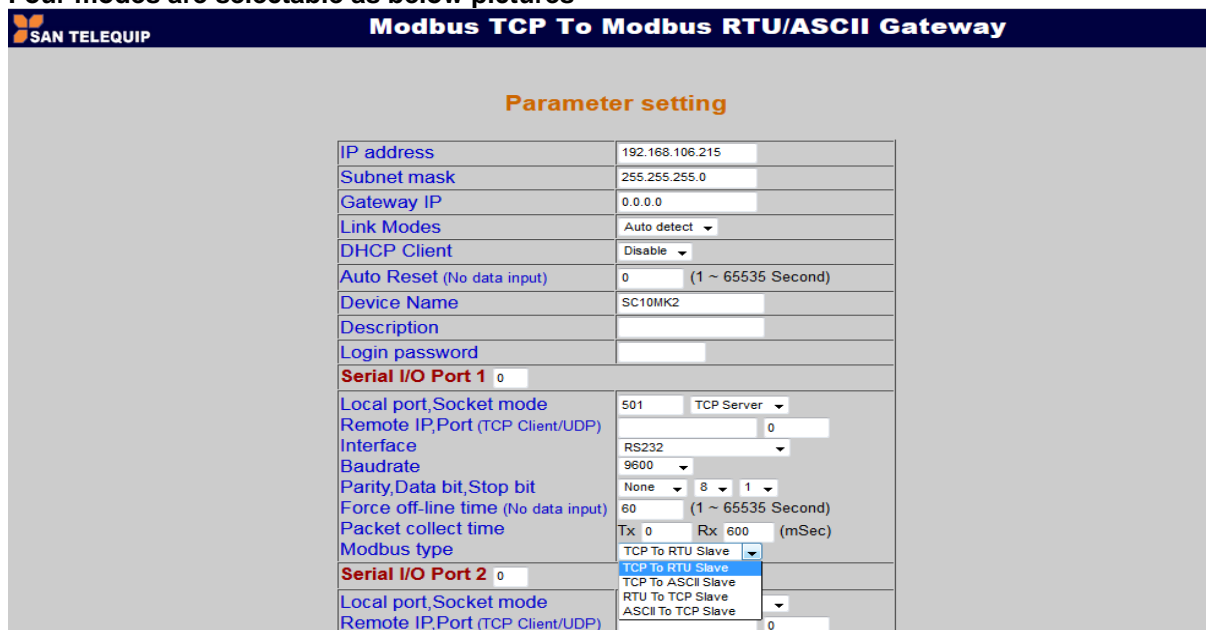 Four modes are selectable as below pictures
SAN TELEQUIP
Modbus TCP To Modbus RTU/ASCII Gateway
Parameter setting
IP address 192.168.106.215
Subnet mask 255.255.255.0
Gateway IP 0.0.0.0
Link Modes Auto detect
DHCP Client Disable
Auto Reset (No data input) 0 (1 ~ 65535 Second)
Device Name SC10MK2
Description
Login password
Serial I/O Port 1 0
Local port,Socket mode 501 TCP Server
Remote IP,Port (TCP Client/UDP) 0
Interface RS232
Baudrate 9600
Parity,Data bit,Stop bit None 8 1
Force off-line time (No data input) 60 (1 ~ 65535 Second)
Packet collect time Tx 0 Rx 600 (mSec)
Modbus type TCP To RTU Slave
TCP To RTU Slave
Serial I/O Port 2 0
TCP To ASCII Slave
RTU To TCP Slave
Local port,Socket mode
ASCII To TCP Slave
Remote IP,Port (TCP Client/UDP) 0